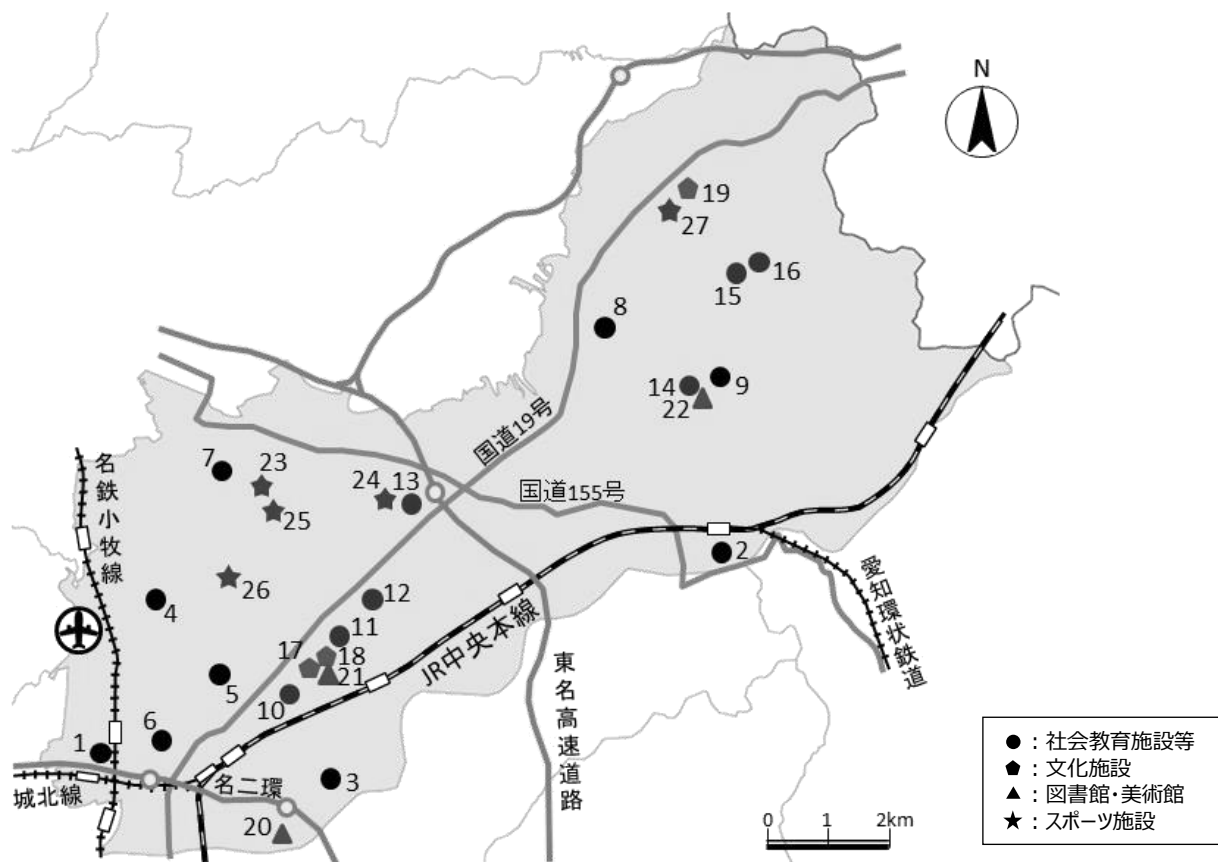 N
19
27
16
15
8
14
9
22
国道19号
7
23
24
13
国道155号
25
名鉄小牧線
2
26
12
4
愛知環状鉄道
11
17
18
JR中央本線
21
5
10
東名高速道路
6
1
3
名二環
城北線
20
0 1 2km
● : 社会教育施設等
⬟ : 文化施設
▲ : 図書館・美術館
★ : スポーツ施設